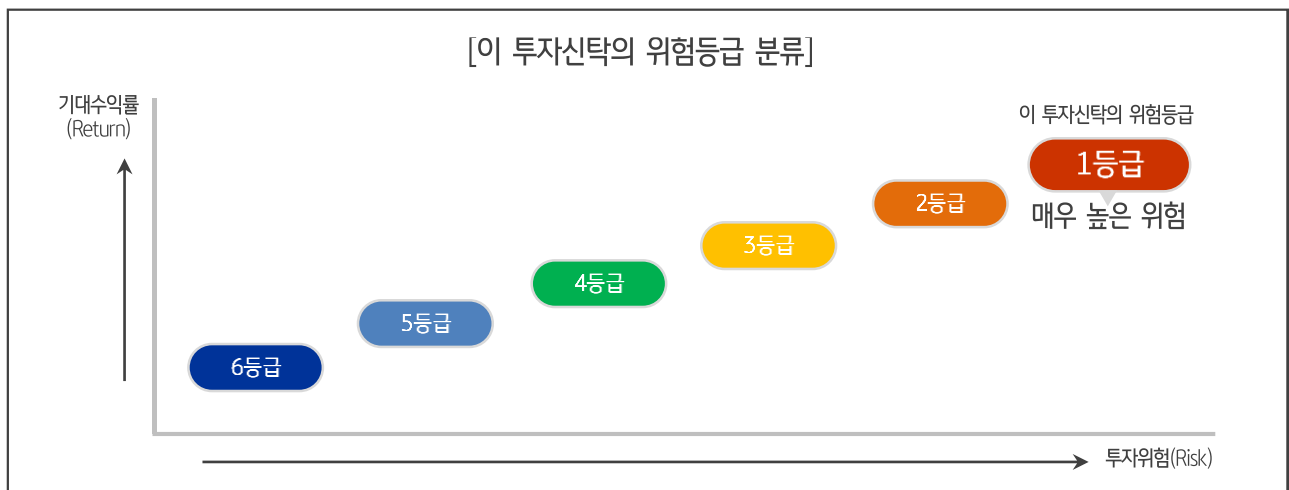 [이 투자신탁의 위험등급 분류]
기대수익률
(Return)
이 투자신탁의 위험등급
1등급
매우 높은 위험
2등급
3등급
4등급
5등급
6등급
투자위험(Risk)